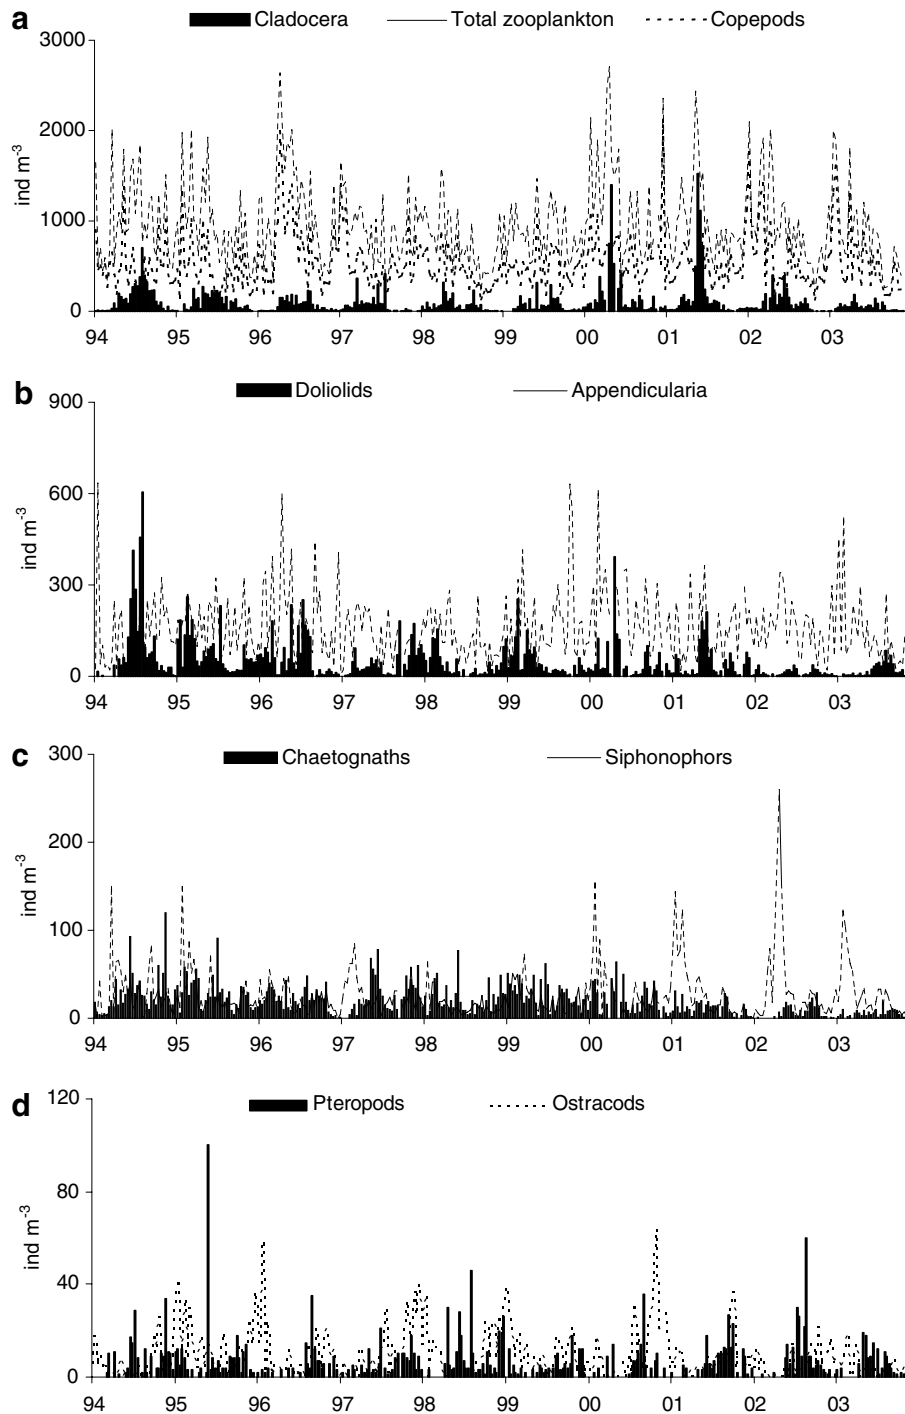 a
Cladocera Total zooplankton Copepods
3000
2000
1000
0
ind m-3
94 95 96 97 98 99 00 01 02 03
b
Doliolids Appendicularia
900
600
300
0
ind m-3
94 95 96 97 98 99 00 01 02 03
c
Chaetognaths Siphonophors
300
200
100
0
ind m-3
94 95 96 97 98 99 00 01 02 03
d
Pteropods Ostracods
120
80
40
0
ind m-3
94 95 96 97 98 99 00 01 02 03